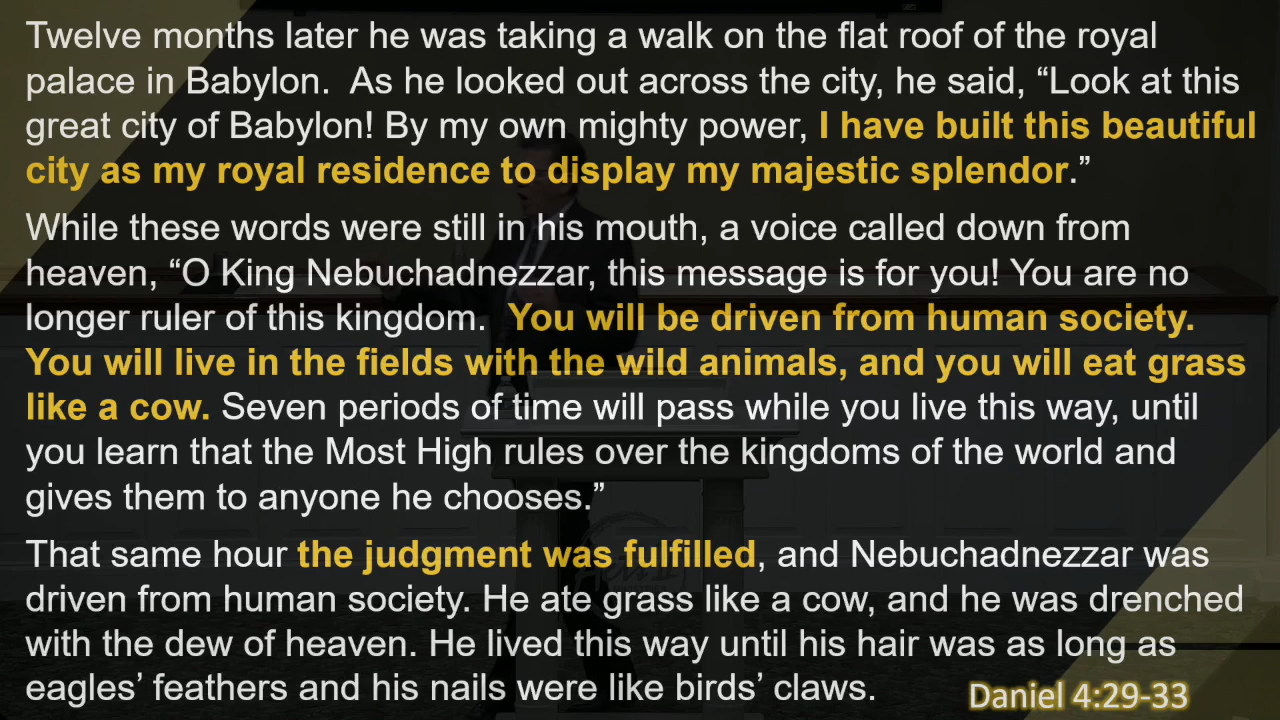 Twelve months later he was taking a walk on the flat roof of the royal
palace in Babylon.  As he looked out across the city, he said, “Look at this
great city of Babylon! By my own mighty power, I have built this beautiful
city as my royal residence to display my majestic splendor.”
While these words were still in his mouth, a voice called down from
heaven, “O King Nebuchadnezzar, this message is for you! You are no
longer ruler of this kingdom.  You will be driven from human society.
You will live in the fields with the wild animals, and you will eat grass
like a cow. Seven periods of time will pass while you live this way, until
you learn that the Most High rules over the kingdoms of the world and
gives them to anyone he chooses.”
That same hour the judgment was fulfilled, and Nebuchadnezzar was
driven from human society. He ate grass like a cow, and he was drenched
with the dew of heaven. He lived this way until his hair was as long as
eagles’ feathers and his nails were like birds’ claws.
Daniel 4:29-33